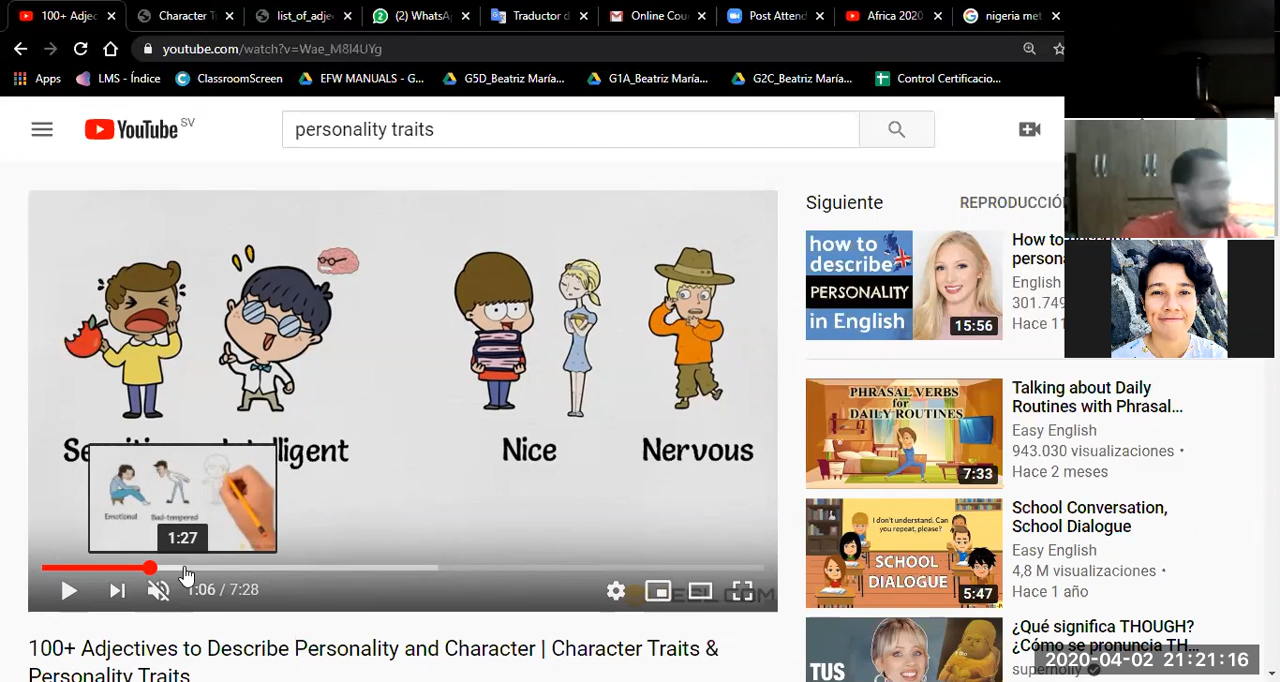 100+ Adjec
Character T
list_of_adje
(2) WhatsA
Traductor d
Online Cou
Post Attend
Africa 2020
nigeria met
youtube.com/watch?v=Wae_M8l4UYg
Apps
LMS - Índice
ClassroomScreen
EFW MANUALS - G...
G5D_Beatriz María...
G1A_Beatriz María...
G2C_Beatriz María...
Control Certificacio...
YouTube SV
personality traits
Nice
Nervous
Emotional
Bad-tempered
1:27
1:06 / 7:28
100+ Adjectives to Describe Personality and Character | Character Traits &
Personality Traits
Siguiente
how to
describe
PERSONALITY
in English
15:56
How to
persona
English
301.749
Hace 11
PHRASAL VERBS
for
DAILY ROUTINES
7:33
Talking about Daily
Routines with Phrasal...
Easy English
943.030 visualizaciones •
Hace 2 meses
I don't understand. Can
you repeat, please?
SCHOOL
DIALOGUE
5:47
School Conversation,
School Dialogue
Easy English
4,8 M visualizaciones •
Hace 1 año
TUS
¿Qué significa THOUGH?
¿Cómo se pronuncia TH...
2020-04-02 21:21:16